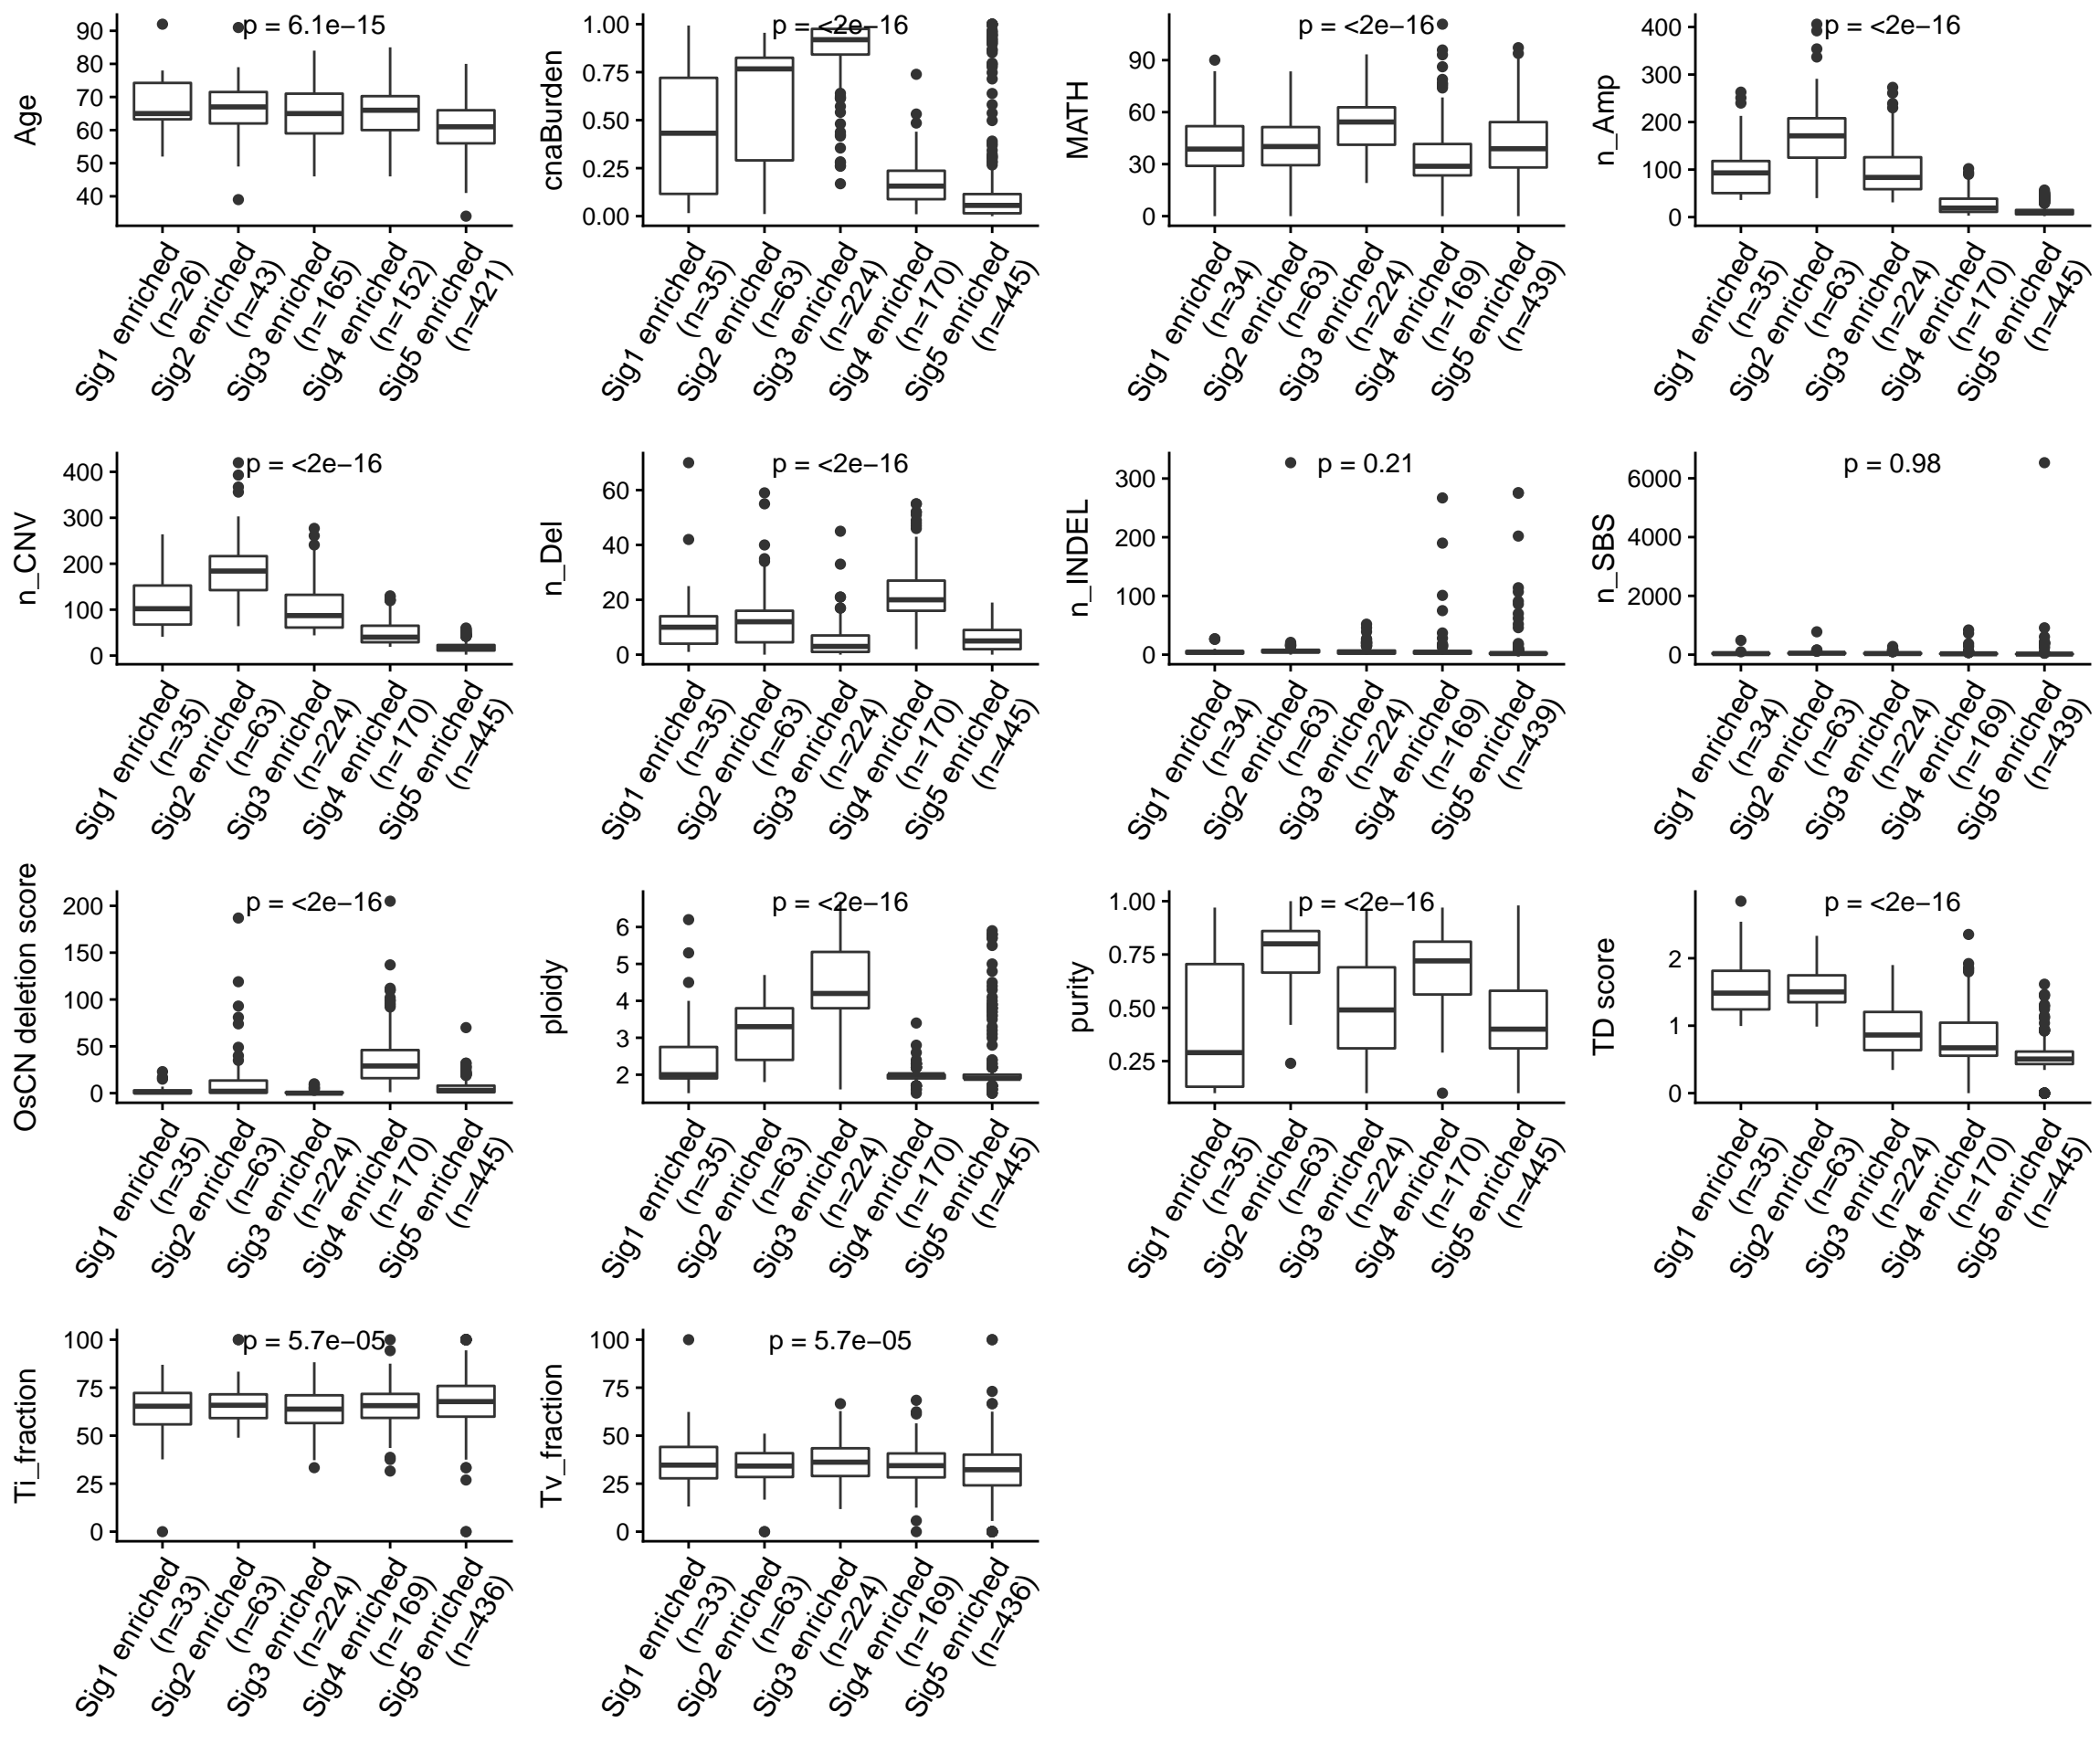 p = 6.1e−15
Age
90
80
70
60
50
40
Sig1 enriched
(n=26)
Sig2 enriched
(n=43)
Sig3 enriched
(n=165)
Sig4 enriched
(n=152)
Sig5 enriched
(n=421)
p = <2e−16
cnaBurden
1.00
0.75
0.50
0.25
0.00
Sig1 enriched
(n=35)
Sig2 enriched
(n=63)
Sig3 enriched
(n=224)
Sig4 enriched
(n=170)
Sig5 enriched
(n=445)
p = <2e−16
MATH
90
60
30
0
Sig1 enriched
(n=34)
Sig2 enriched
(n=63)
Sig3 enriched
(n=224)
Sig4 enriched
(n=169)
Sig5 enriched
(n=439)
p = <2e−16
n_Amp
400
300
200
100
0
Sig1 enriched
(n=35)
Sig2 enriched
(n=63)
Sig3 enriched
(n=224)
Sig4 enriched
(n=170)
Sig5 enriched
(n=445)
p = <2e−16
n_CNV
400
300
200
100
0
Sig1 enriched
(n=35)
Sig2 enriched
(n=63)
Sig3 enriched
(n=224)
Sig4 enriched
(n=170)
Sig5 enriched
(n=445)
p = <2e−16
n_Del
60
40
20
0
Sig1 enriched
(n=35)
Sig2 enriched
(n=63)
Sig3 enriched
(n=224)
Sig4 enriched
(n=170)
Sig5 enriched
(n=445)
p = 0.21
n_INDEL
300
200
100
0
Sig1 enriched
(n=34)
Sig2 enriched
(n=63)
Sig3 enriched
(n=224)
Sig4 enriched
(n=169)
Sig5 enriched
(n=439)
p = 0.98
n_SBS
6000
4000
2000
0
Sig1 enriched
(n=34)
Sig2 enriched
(n=63)
Sig3 enriched
(n=224)
Sig4 enriched
(n=169)
Sig5 enriched
(n=439)
p = <2e−16
OsCN deletion score
200
150
100
50
0
Sig1 enriched
(n=35)
Sig2 enriched
(n=63)
Sig3 enriched
(n=224)
Sig4 enriched
(n=170)
Sig5 enriched
(n=445)
p = <2e−16
ploidy
6
5
4
3
2
Sig1 enriched
(n=35)
Sig2 enriched
(n=63)
Sig3 enriched
(n=224)
Sig4 enriched
(n=170)
Sig5 enriched
(n=445)
p = <2e−16
purity
1.00
0.75
0.50
0.25
Sig1 enriched
(n=35)
Sig2 enriched
(n=63)
Sig3 enriched
(n=224)
Sig4 enriched
(n=170)
Sig5 enriched
(n=445)
p = <2e−16
TD score
2
1
0
Sig1 enriched
(n=35)
Sig2 enriched
(n=63)
Sig3 enriched
(n=224)
Sig4 enriched
(n=170)
Sig5 enriched
(n=445)
p = 5.7e−05
Ti_fraction
100
75
50
25
0
Sig1 enriched
(n=33)
Sig2 enriched
(n=63)
Sig3 enriched
(n=224)
Sig4 enriched
(n=169)
Sig5 enriched
(n=436)
p = 5.7e−05
Tv_fraction
100
75
50
25
0
Sig1 enriched
(n=33)
Sig2 enriched
(n=63)
Sig3 enriched
(n=224)
Sig4 enriched
(n=169)
Sig5 enriched
(n=436)